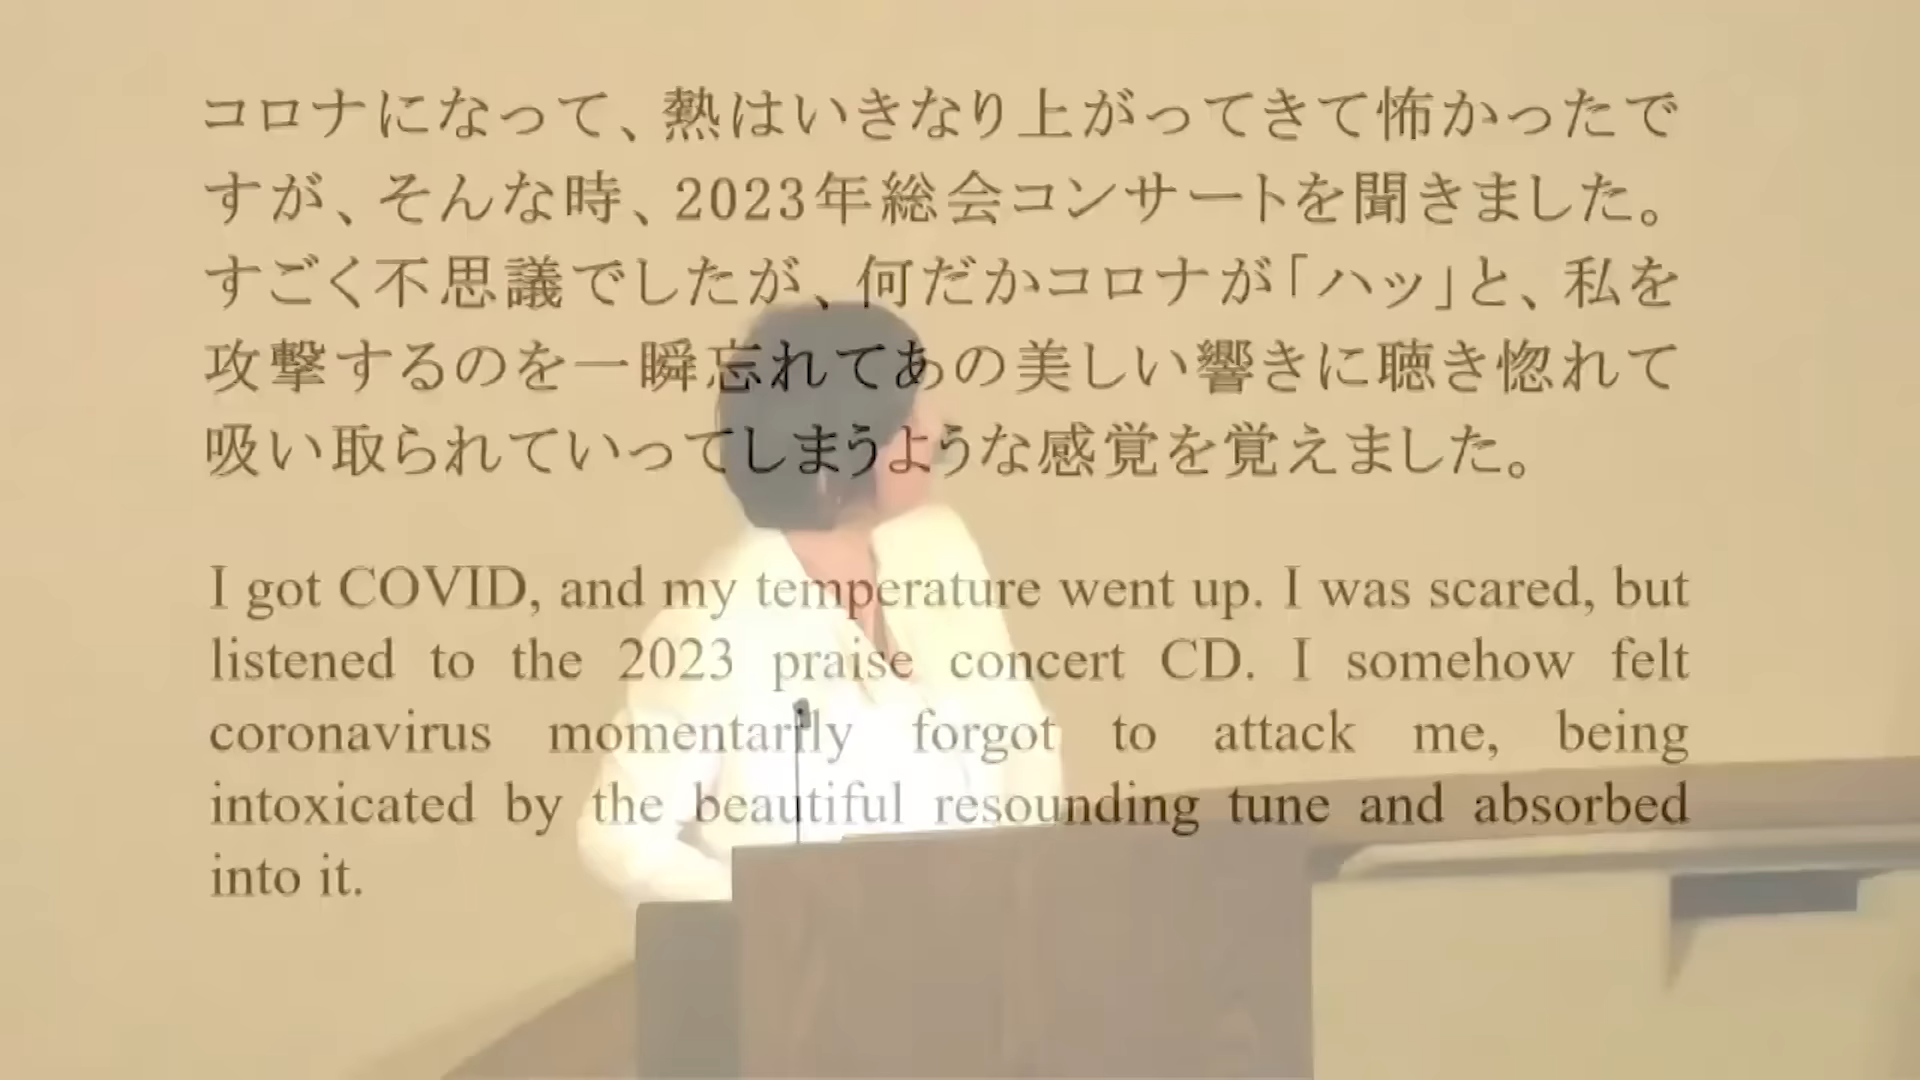 コロナになって、熱はいきなり上がってきて怖かったで
すが、そんな時、2023年総会コンサートを聞きました。
すごく不思議でしたが、何だかコロナが「ハッ」と、私を
攻撃するのを一瞬忘れてあの美しい響きに聴き惚れて
吸い取られていってしまうような感覚を覚えました。
I got COVID, and my temperature went up. I was scared, but
listened to the 2023 praise concert CD. I somehow felt
coronavirus momentarily forgot to attack me, being
intoxicated by the beautiful resounding tune and absorbed
into it.